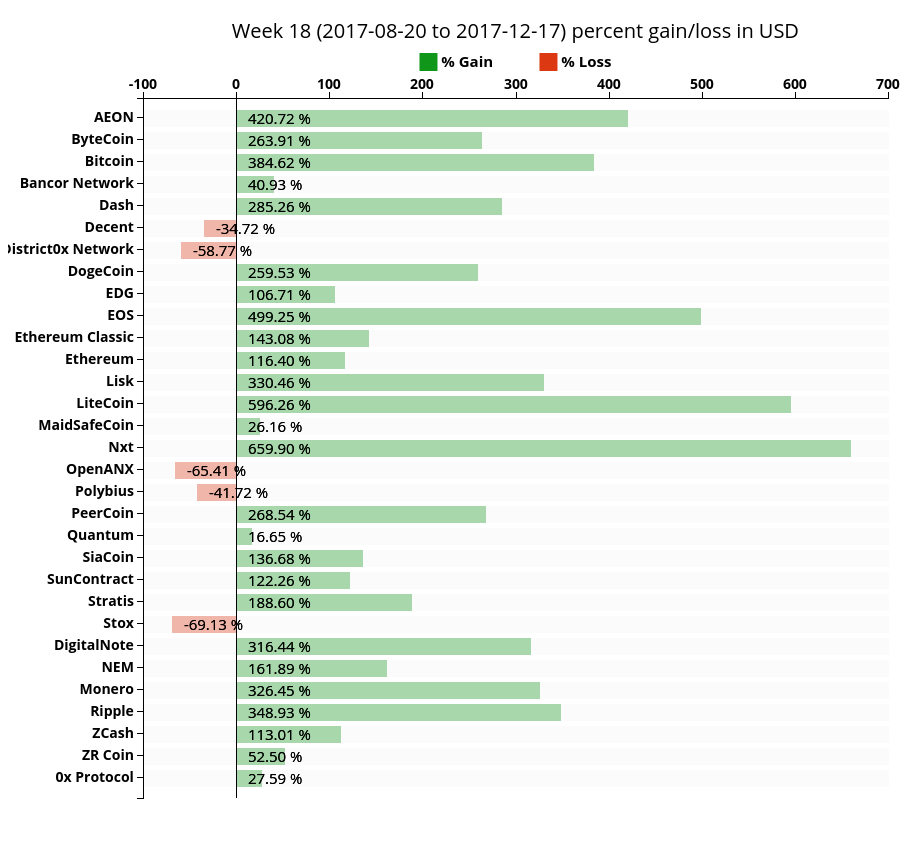 Week 18 (2017-08-20 to 2017-12-17) percent gain/loss in USD
% Gain % Loss
-100 0 100 200 300 400 500 600 700
AEON 420.72 %
ByteCoin 263.91 %
Bitcoin 384.62 %
Bancor Network 40.93 %
Dash 285.26 %
Decent -34.72 %
istrict0x Network -58.77 %
DogeCoin 259.53 %
EDG 106.71 %
EOS 499.25 %
Ethereum Classic 143.08 %
Ethereum 116.40 %
Lisk 330.46 %
LiteCoin 596.26 %
MaidSafeCoin 26.16 %
Nxt 659.90 %
OpenANX -65.41 %
Polybius -41.72 %
PeerCoin 268.54 %
Quantum 16.65 %
SiaCoin 136.68 %
SunContract 122.26 %
Stratis 188.60 %
Stox -69.13 %
DigitalNote 316.44 %
NEM 161.89 %
Monero 326.45 %
Ripple 348.93 %
ZCash 113.01 %
ZR Coin 52.50 %
0x Protocol 27.59 %